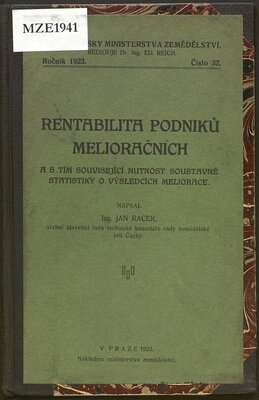 MZE1941
SKY MINISTERSTVA ZEMĚDĚLSTVÍ.
REDIGUJE Dr. Ing. ED. REICH.
Ročník 1923.
Číslo 32.
RENTABILITA PODNIKŮ
MELIORAČNÍCH
A S TÍM SOUVISEJÍCÍ NUTNOST SOUSTAVNÉ
STATISTIKY O VÝSLEDCÍCH MELIORACE.
NAPSAL
Ing. JAN RAČEK,
vrchní stavební rada technické kanceláře rady zemědělské
pro Čechy.
V PRAZE 1923.
Nákladem ministerstva zemědělství.